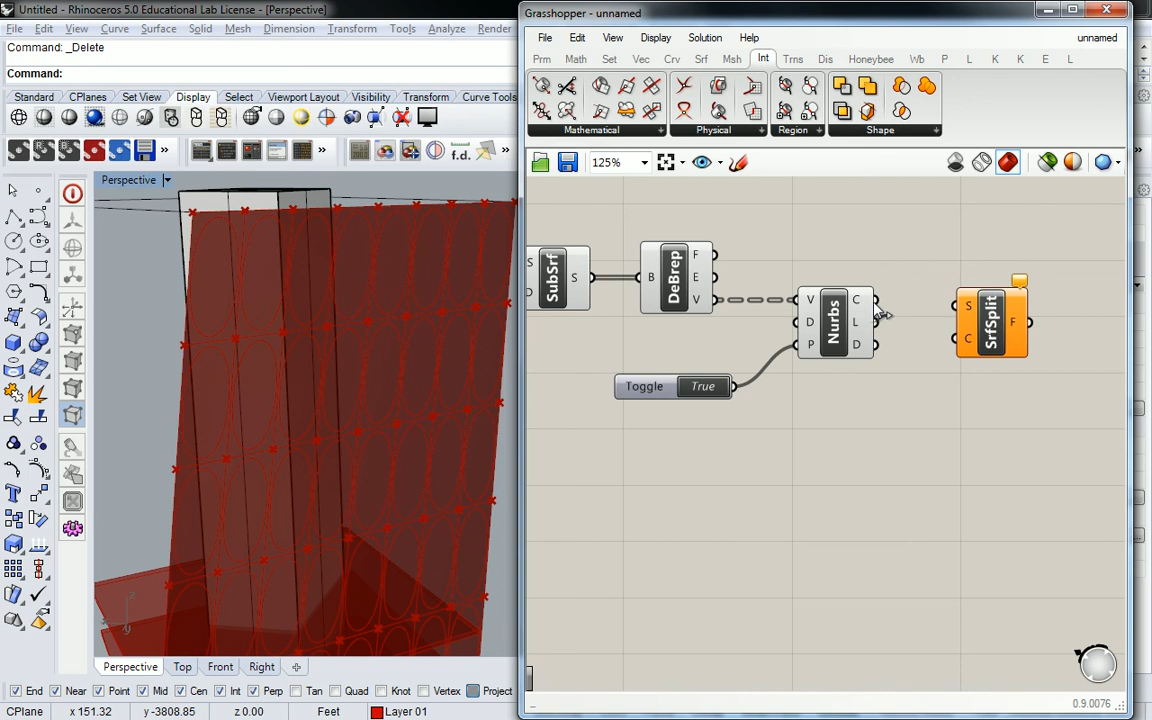 Untitled - Rhinoceros 5.0 Educational Lab License - [Perspective]
File Edit View Curve Surface Solid Mesh Dimension Transform Tools Analyze Render
Command: _Delete
Command:
Standard CPlanes Set View Display Select Viewport Layout Visibility Transform Curve Tools
f.d.
Perspective
z
Perspective Top Front Right
End Near Point Mid Cen Int Perp Tan Quad Knot Vertex Project
CPlane x 151.32 y -3808.85 z 0.00 Feet Layer 01
Grasshopper - unnamed
File Edit View Display Solution Help unnamed
Prm Math Set Vec Crv Srf Msh Int Trns Dis Honeybee Wb P L K K E L
Mathematical Physical Region Shape
125%
S
D
SubSrf
S
B
DeBrep
F
E
V
V
D
P
Nurbs
C
L
D
S
C
SrfSplit
F
Toggle True
0.9.0076